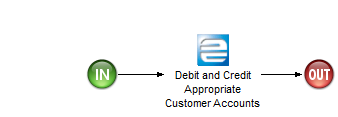 IN
Debit and Credit
Appropriate
Customer Accounts
OUT